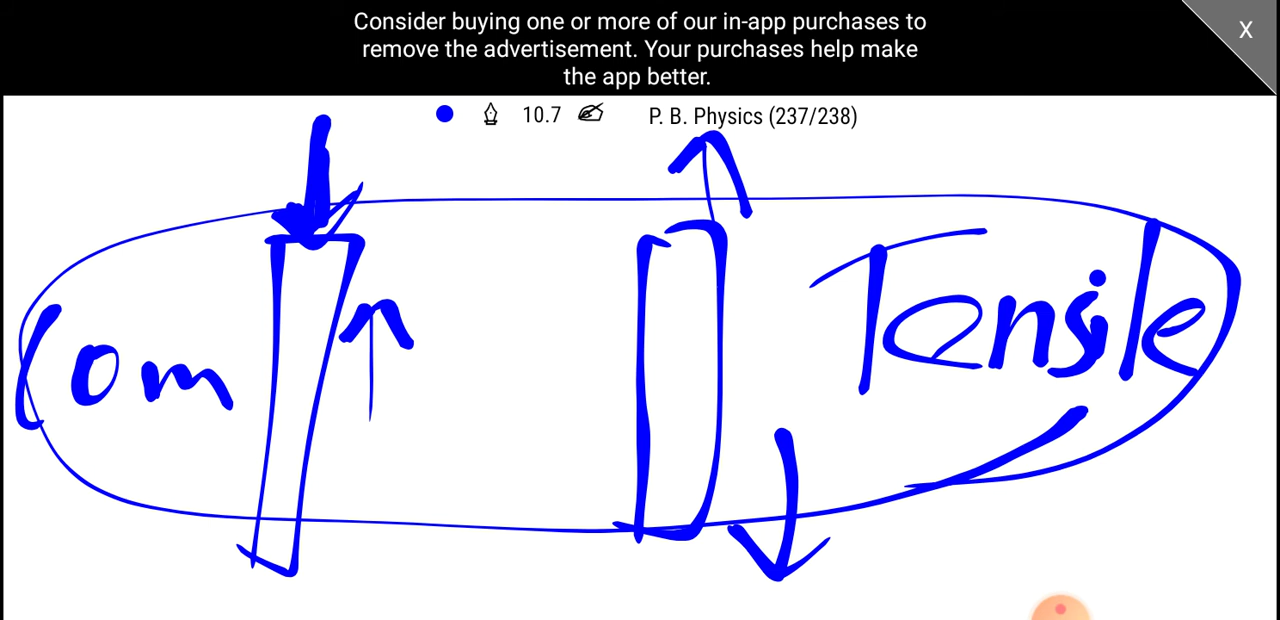 Consider buying one or more of our in-app purchases to
remove the advertisement. Your purchases help make
the app better.
X
10.7 P. B. Physics (237/238)
Com
Tensile